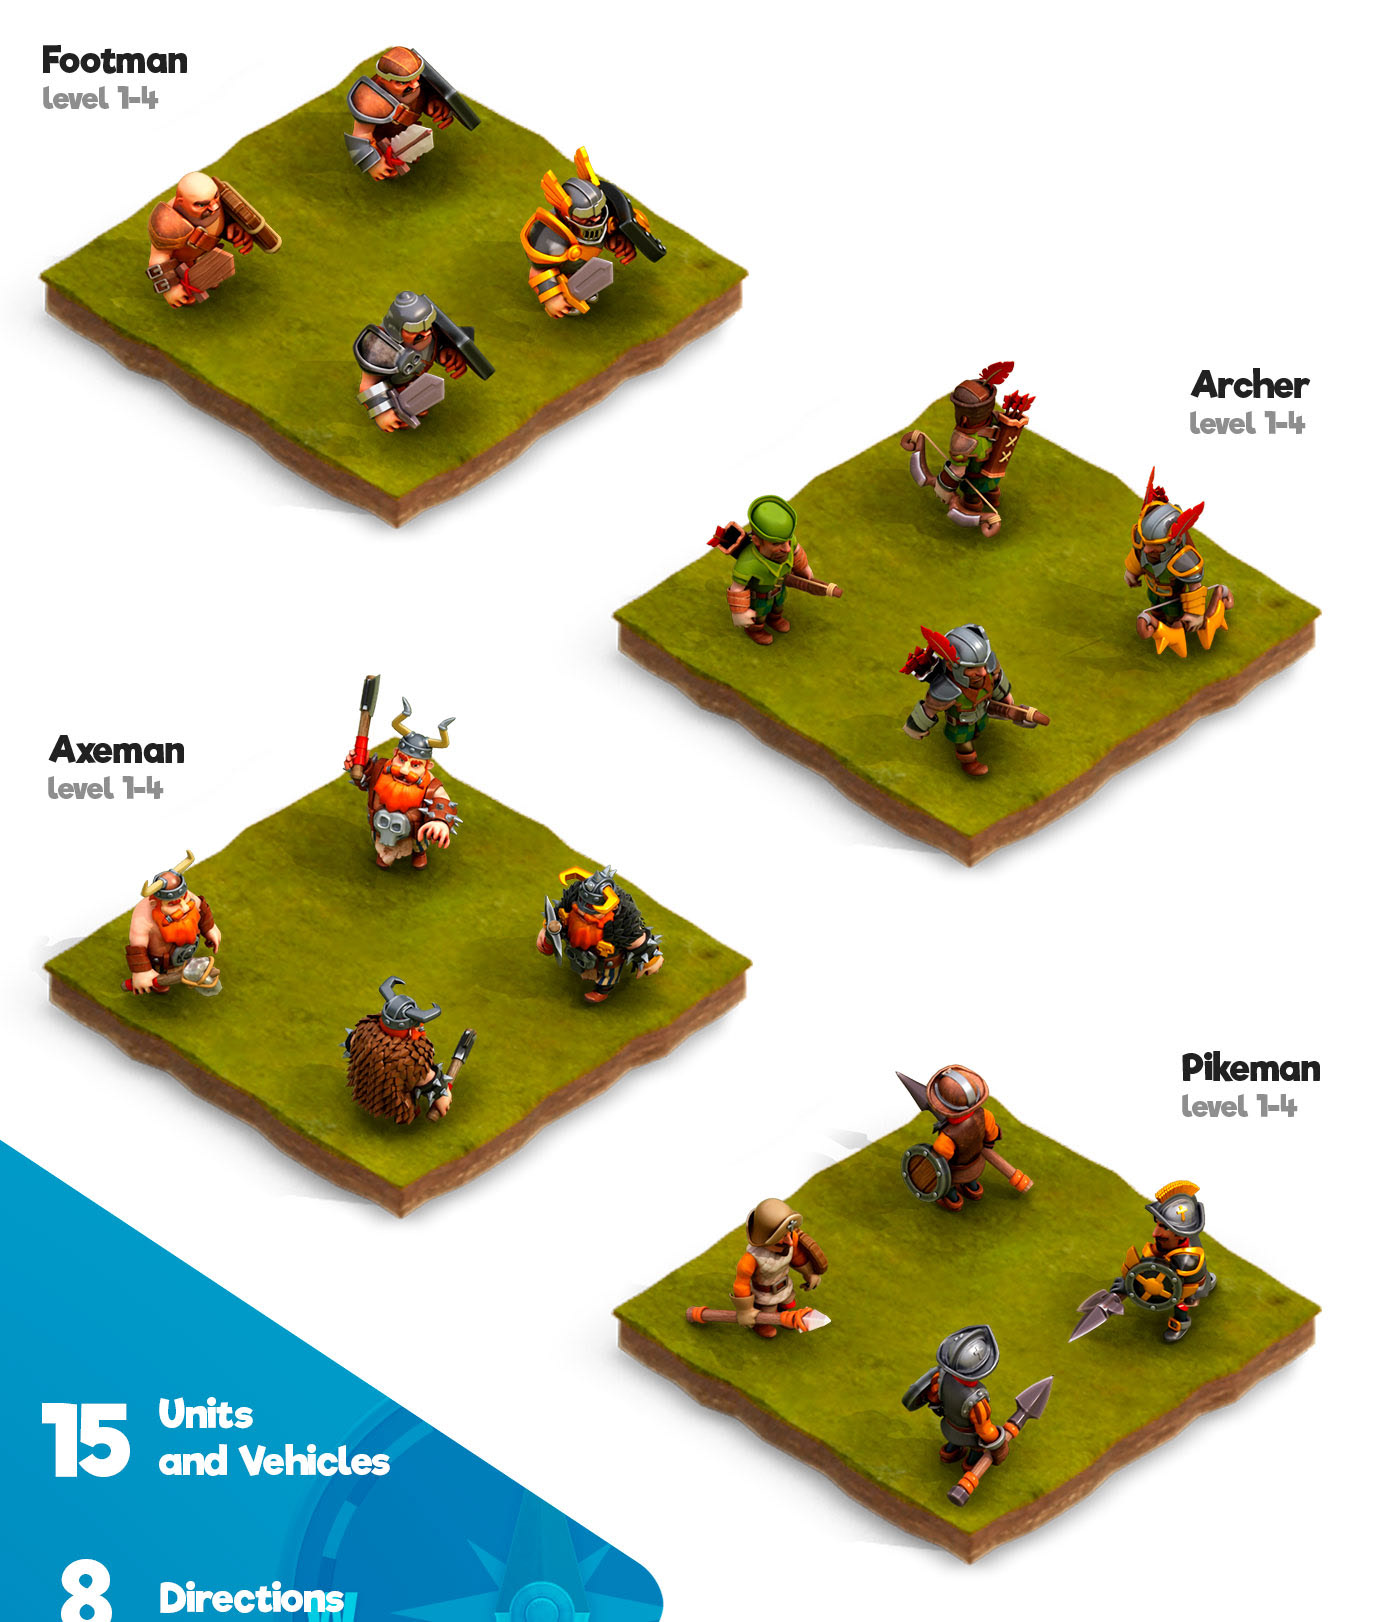 Footman
level 1-4
Archer
level 1-4
Axeman
level 1-4
Pikeman
level 1-4
15
Units
and Vehicles
8
Directions